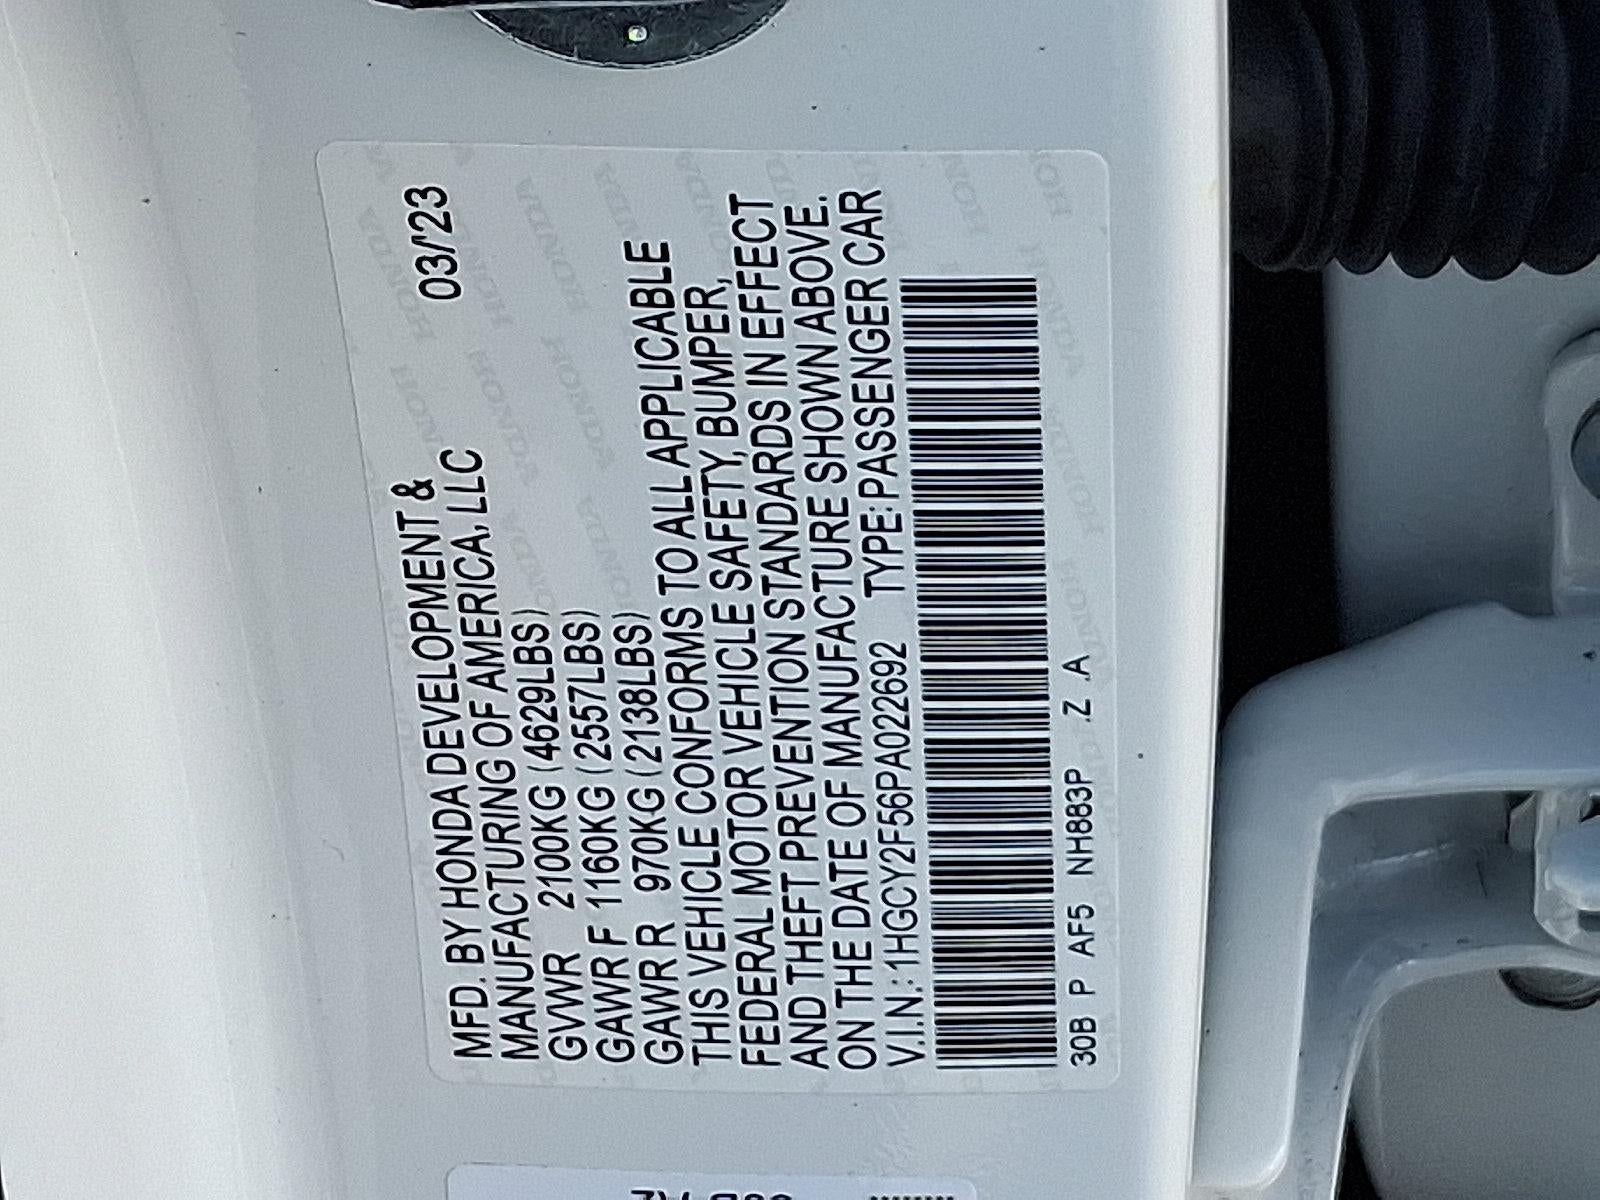 MFD. BY HONDA DEVELOPMENT & 03/'23
MANUFACTURING OF AMERICA, LLC
GVWR 2100KG (4629LBS)
GAWR F 1160KG (2557LBS)
GAWR R 970KG (2138LBS)
THIS VEHICLE CONFORMS TO ALL APPLICABLE
FEDERAL MOTOR VEHICLE SAFETY, BUMPER,
AND THEFT PREVENTION STANDARDS IN EFFECT
ON THE DATE OF MANUFACTURE SHOWN ABOVE.
V.I.N.: 1HGCY2F56PA022692 TYPE: PASSENGER CAR
30B P AF5 NH883P .Z .A